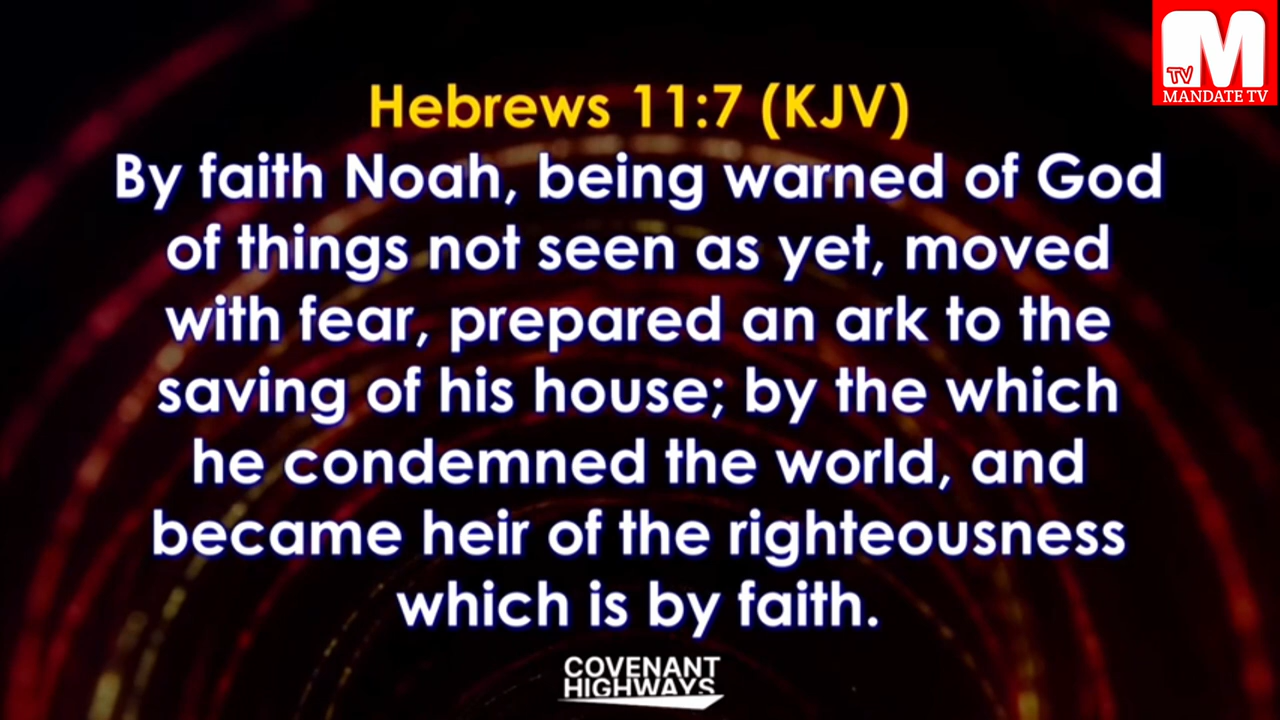 TV M
MANDATE TV
Hebrews 11:7 (KJV)
By faith Noah, being warned of God
of things not seen as yet, moved
with fear, prepared an ark to the
saving of his house; by the which
he condemned the world, and
became heir of the righteousness
which is by faith.
COVENANT
HIGHWAYS